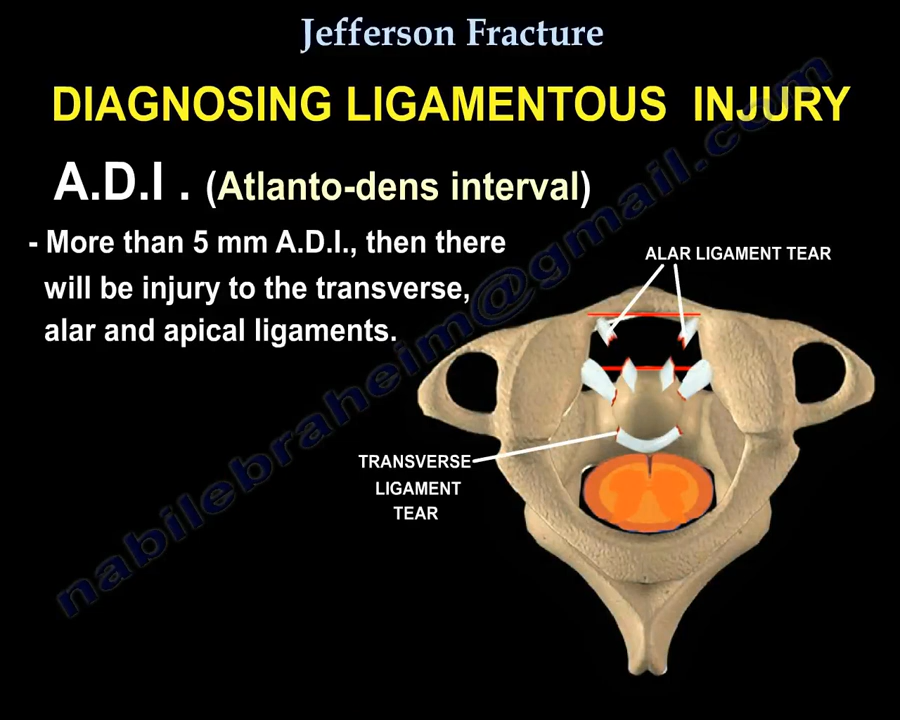 Jefferson Fracture
DIAGNOSING LIGAMENTOUS INJURY
A.D.I . (Atlanto-dens interval)
- More than 5 mm A.D.I., then there
will be injury to the transverse,
alar and apical ligaments.
ALAR LIGAMENT TEAR
TRANSVERSE
LIGAMENT
TEAR
nabilebraheim@gmail.com